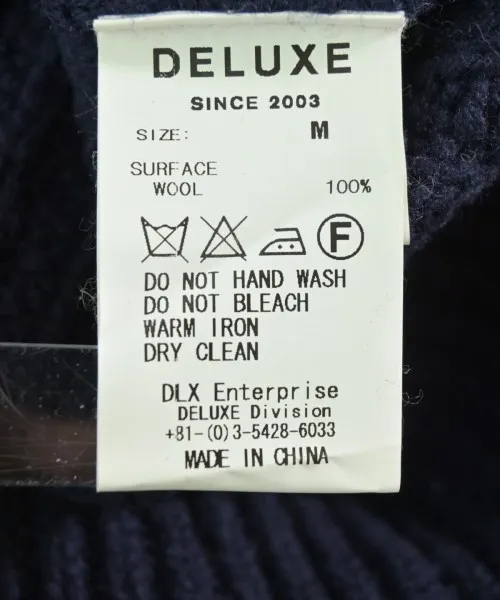 DELUXE
SINCE 2003
SIZE: M
SURFACE
WOOL 100%
F
DO NOT HAND WASH
DO NOT BLEACH
WARM IRON
DRY CLEAN
DLX Enterprise
DELUXE Division
+81-(0)3-5428-6033
MADE IN CHINA